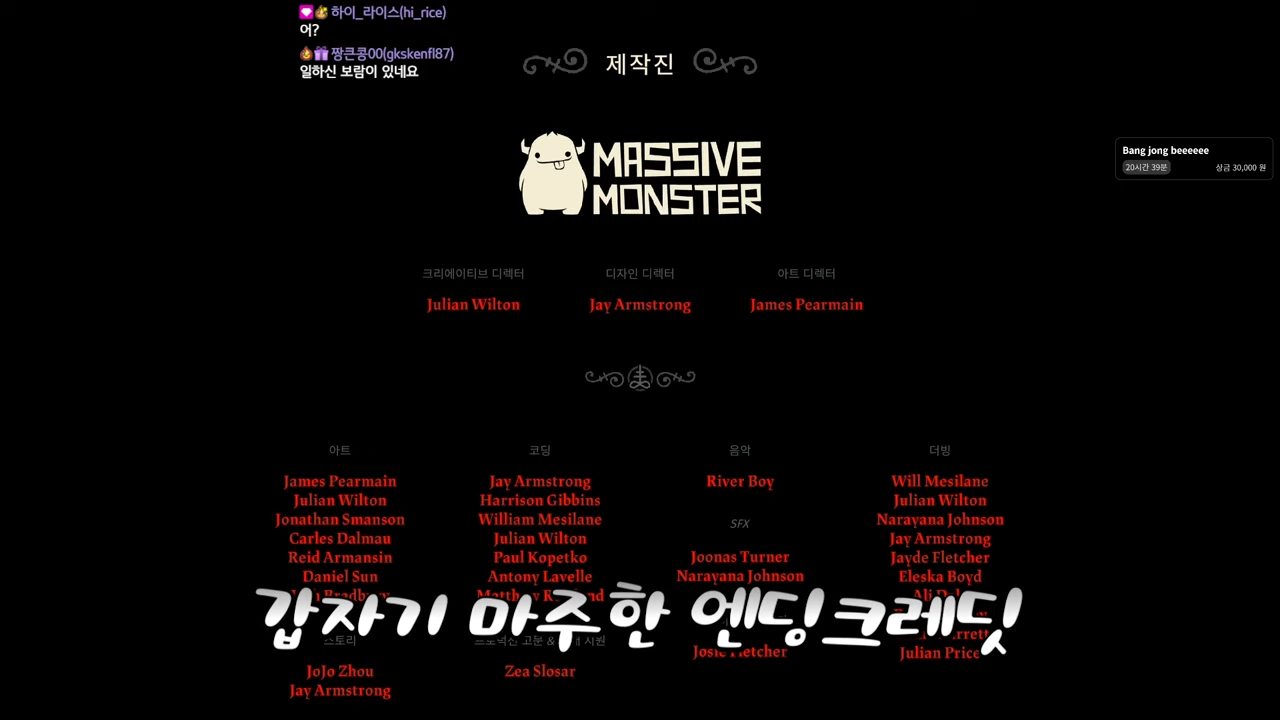 하이_라이스(hi_rice)
어?
짱큰콩00(gkskenfl87)
일하신 보람이 있네요
제작진
MASSIVE
MONSTER
Bang jong beeeeee
20시간 39분 상금 30,000 원
크리에이티브 디렉터 디자인 디렉터 아트 디렉터
Julian Wilton Jay Armstrong James Pearmain
아트
James Pearmain
Julian Wilton
Jonathan Smanson
Carles Dalmau
Reid Armansin
Daniel Sun
스토리
JoJo Zhou
Jay Armstrong
코딩
Jay Armstrong
Harrison Gibbins
William Mesilane
Julian Wilton
Paul Kopetko
Antony Lavelle
고문 &
지원
Zea Slosar
음악
River Boy
SFX
Joonas Turner
Narayana Johnson
Josie Fletcher
더빙
Will Mesilane
Julian Wilton
Narayana Johnson
Jay Armstrong
Jayde Fletcher
Eleska Boyd
Ali
Julian Price
갑자기 마주한 엔딩크레딧